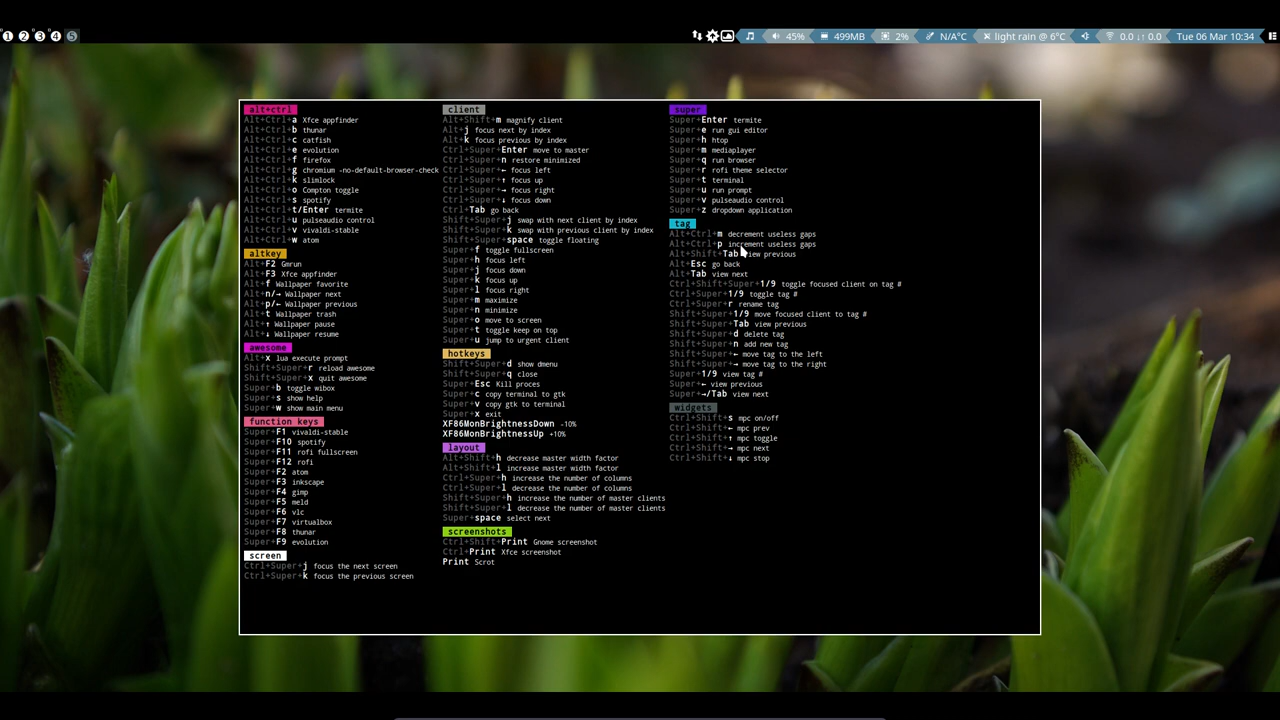 1 2 3 4 5
45% 499MB 2% N/A°C light rain @ 6°C 0.0 ↓↑ 0.0 Tue 06 Mar 10:34
alt+ctrl
Alt+Ctrl+a Xfce appfinder
Alt+Ctrl+b thunar
Alt+Ctrl+c catfish
Alt+Ctrl+e evolution
Alt+Ctrl+f firefox
Alt+Ctrl+g chromium -no-default-browser-check
Alt+Ctrl+k slimlock
Alt+Ctrl+o Compton toggle
Alt+Ctrl+s spotify
Alt+Ctrl+t/Enter termite
Alt+Ctrl+u pulseaudio control
Alt+Ctrl+v vivaldi-stable
Alt+Ctrl+w atom
altkey
Alt+F2 Gmrun
Alt+F3 Xfce appfinder
Alt+f Wallpaper favorite
Alt+n/→ Wallpaper next
Alt+p/← Wallpaper previous
Alt+t Wallpaper trash
Alt+↑ Wallpaper pause
Alt+↓ Wallpaper resume
awesome
Alt+x lua execute prompt
Shift+Super+r reload awesome
Shift+Super+x quit awesome
Super+b toggle wibox
Super+s show help
Super+w show main menu
function keys
Super+F1 vivaldi-stable
Super+F10 spotify
Super+F11 rofi fullscreen
Super+F12 rofi
Super+F2 atom
Super+F3 inkscape
Super+F4 gimp
Super+F5 meld
Super+F6 vlc
Super+F7 virtualbox
Super+F8 thunar
Super+F9 evolution
screen
Ctrl+Super+j focus the next screen
Ctrl+Super+k focus the previous screen
client
Alt+Shift+m magnify client
Alt+j focus next by index
Alt+k focus previous by index
Ctrl+Super+Enter move to master
Ctrl+Super+n restore minimized
Ctrl+Super+← focus left
Ctrl+Super+↑ focus up
Ctrl+Super+→ focus right
Ctrl+Super+↓ focus down
Ctrl+Tab go back
Shift+Super+j swap with next client by index
Shift+Super+k swap with previous client by index
Shift+Super+space toggle floating
Super+f toggle fullscreen
Super+h focus left
Super+j focus down
Super+k focus up
Super+l focus right
Super+m maximize
Super+n minimize
Super+o move to screen
Super+t toggle keep on top
Super+u jump to urgent client
hotkeys
Shift+Super+d show dmenu
Shift+Super+q close
Super+Esc Kill proces
Super+c copy terminal to gtk
Super+v copy gtk to terminal
Super+x exit
XF86MonBrightnessDown -10%
XF86MonBrightnessUp +10%
layout
Alt+Shift+h decrease master width factor
Alt+Shift+l increase master width factor
Ctrl+Super+h increase the number of columns
Ctrl+Super+l decrease the number of columns
Shift+Super+h increase the number of master clients
Shift+Super+l decrease the number of master clients
Super+space select next
screenshots
Ctrl+Shift+Print Gnome screenshot
Ctrl+Print Xfce screenshot
Print Scrot
super
Super+Enter termite
Super+e run gui editor
Super+h htop
Super+m mediaplayer
Super+q run browser
Super+r rofi theme selector
Super+t terminal
Super+u run prompt
Super+v pulseaudio control
Super+z dropdown application
tag
Alt+Ctrl+m decrement useless gaps
Alt+Ctrl+p increment useless gaps
Alt+Shift+Tab view previous
Alt+Esc go back
Alt+Tab view next
Ctrl+Shift+Super+1/9 toggle focused client on tag #
Ctrl+Super+1/9 toggle tag #
Ctrl+Super+r rename tag
Shift+Super+1/9 move focused client to tag #
Shift+Super+Tab view previous
Shift+Super+d delete tag
Shift+Super+n add new tag
Shift+Super+← move tag to the left
Shift+Super+→ move tag to the right
Super+1/9 view tag #
Super+← view previous
Super+→/Tab view next
widgets
Ctrl+Shift+s mpc on/off
Ctrl+Shift+← mpc prev
Ctrl+Shift+↑ mpc toggle
Ctrl+Shift+→ mpc next
Ctrl+Shift+↓ mpc stop